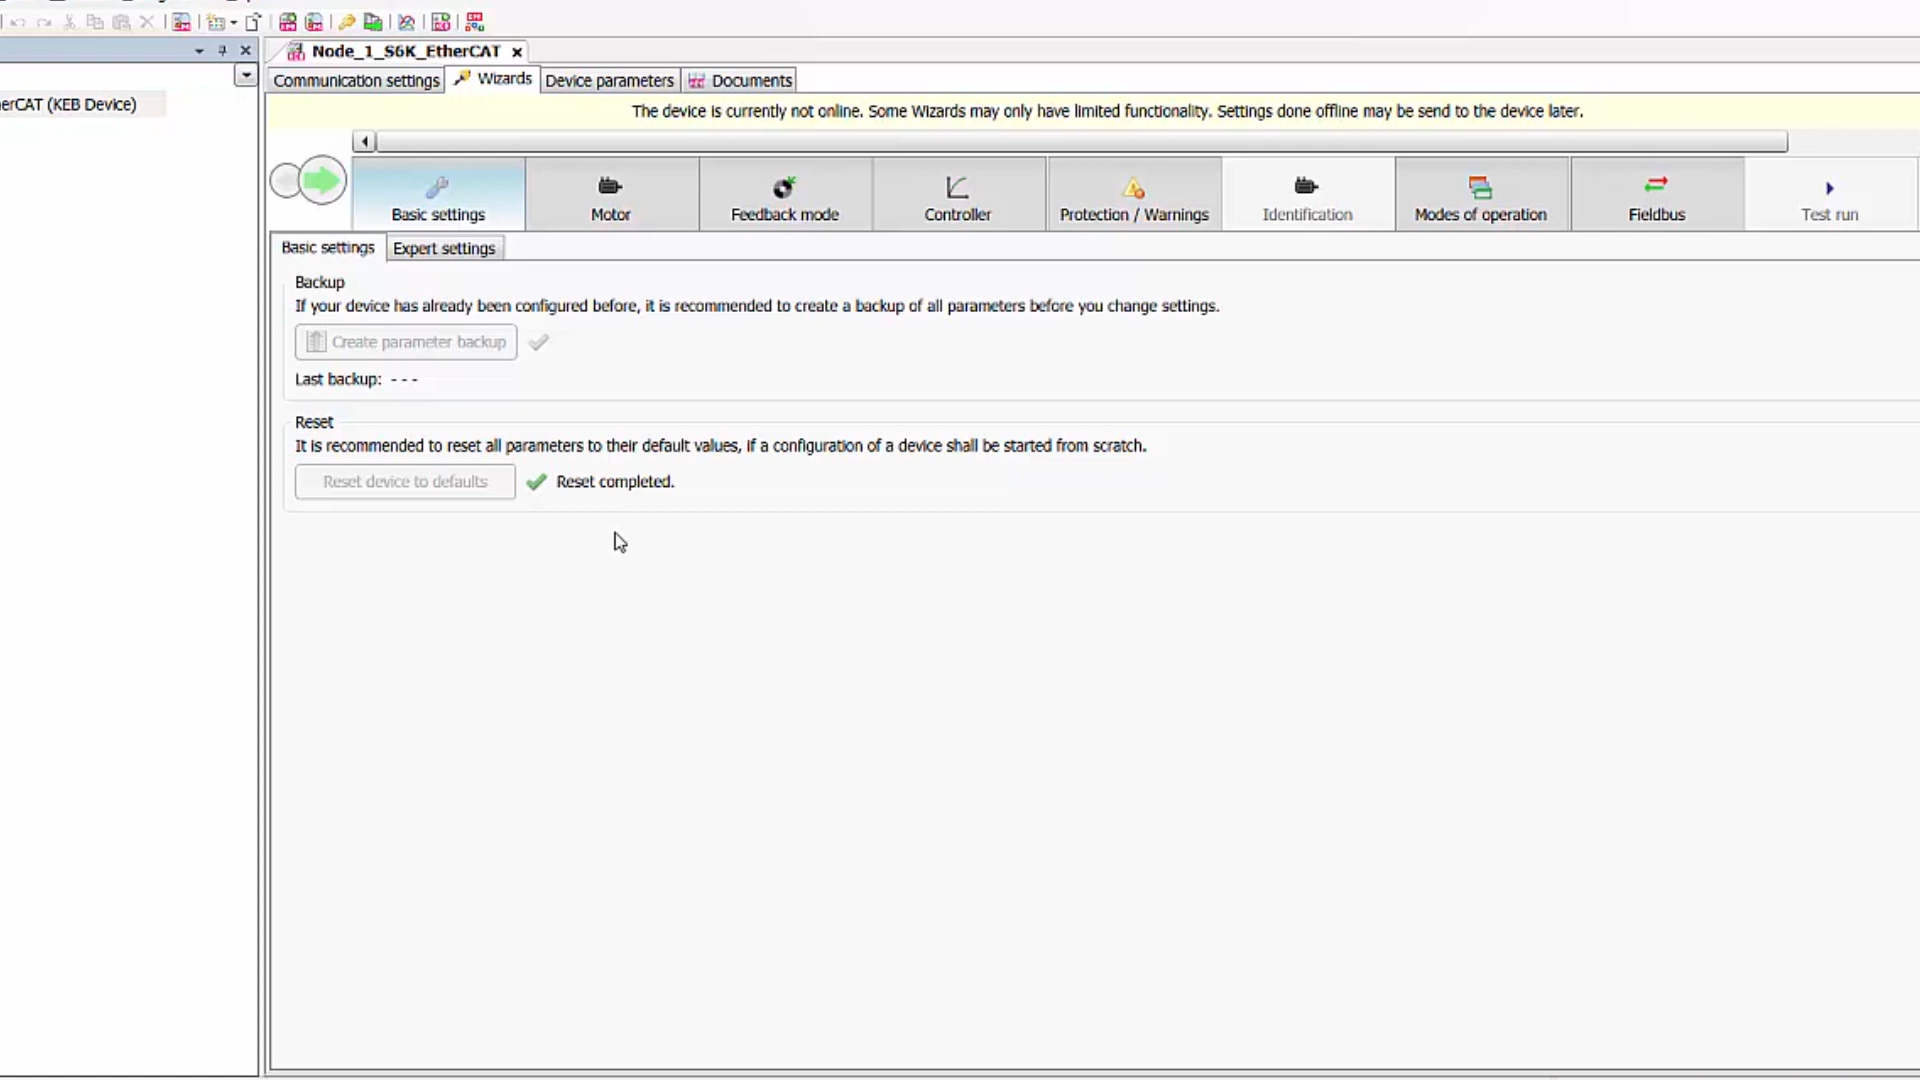 Node_1_S6K_EtherCAT
Communication settings Wizards Device parameters Documents
erCAT (KEB Device)
The device is currently not online. Some Wizards may only have limited functionality. Settings done offline may be send to the device later.
Basic settings Motor Feedback mode Controller Protection / Warnings Identification Modes of operation Fieldbus Test run
Basic settings Expert settings
Backup
If your device has already been configured before, it is recommended to create a backup of all parameters before you change settings.
Create parameter backup
Last backup: - - -
Reset
It is recommended to reset all parameters to their default values, if a configuration of a device shall be started from scratch.
Reset device to defaults Reset completed.